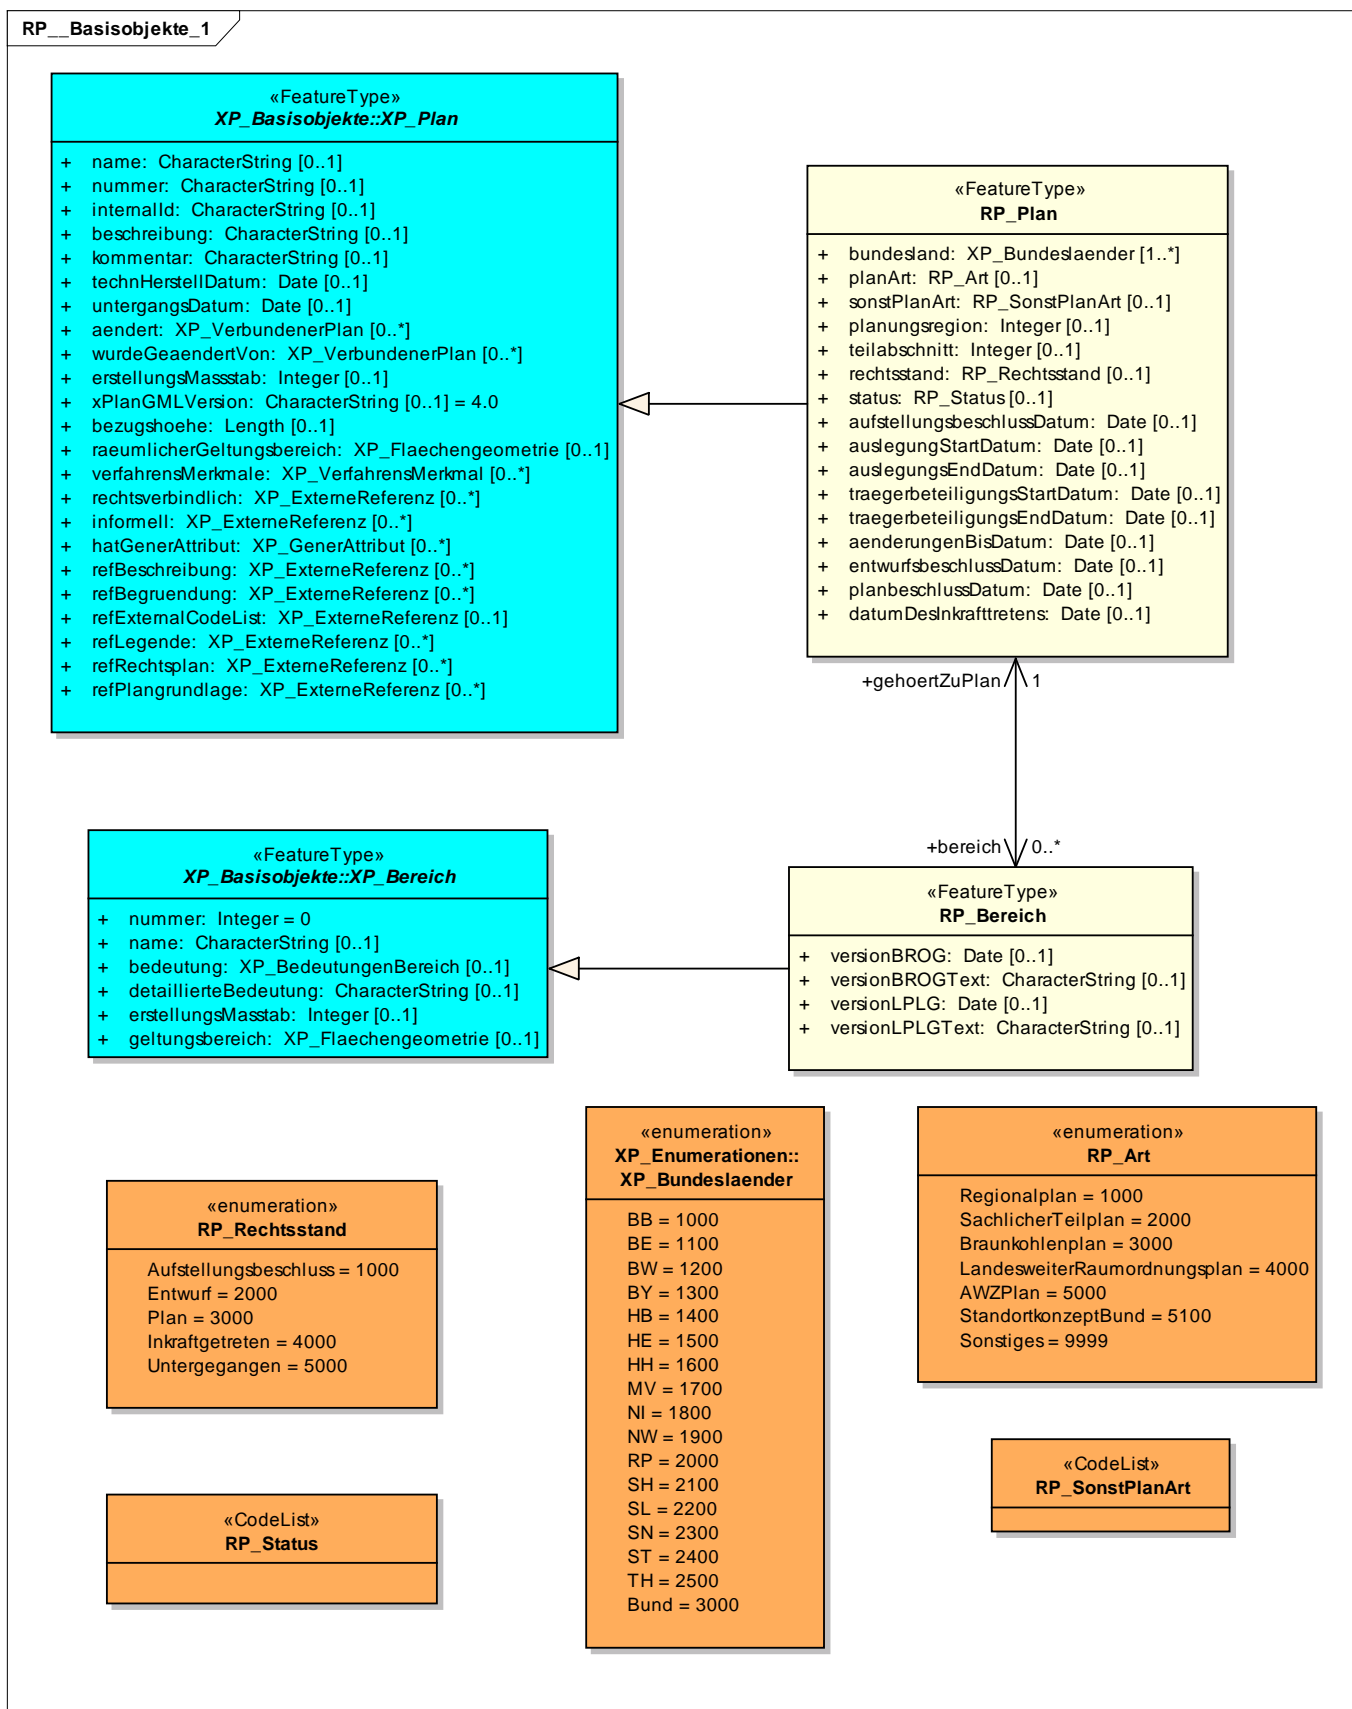 RP__Basisobjekte_1
«FeatureType»
XP_Basisobjekte::XP_Plan
+ name: CharacterString [0..1]
+ nummer: CharacterString [0..1]
+ internalId: CharacterString [0..1]
+ beschreibung: CharacterString [0..1]
+ kommentar: CharacterString [0..1]
+ technHerstellDatum: Date [0..1]
+ untergangsDatum: Date [0..1]
+ aendert: XP_VerbundenerPlan [0..*]
+ wurdeGeaendertVon: XP_VerbundenerPlan [0..*]
+ erstellungsMassstab: Integer [0..1]
+ xPlanGMLVersion: CharacterString [0..1] = 4.0
+ bezugshoehe: Length [0..1]
+ raeumlicherGeltungsbereich: XP_Flaechengeometrie [0..1]
+ verfahrensMerkmale: XP_VerfahrensMerkmal [0..*]
+ rechtsverbindlich: XP_ExterneReferenz [0..*]
+ informell: XP_ExterneReferenz [0..*]
+ hatGenerAttribut: XP_GenerAttribut [0..*]
+ refBeschreibung: XP_ExterneReferenz [0..*]
+ refBegruendung: XP_ExterneReferenz [0..*]
+ refExternalCodeList: XP_ExterneReferenz [0..1]
+ refLegende: XP_ExterneReferenz [0..*]
+ refRechtsplan: XP_ExterneReferenz [0..*]
+ refPlangrundlage: XP_ExterneReferenz [0..*]
«FeatureType»
RP_Plan
+ bundesland: XP_Bundeslaender [1..*]
+ planArt: RP_Art [0..1]
+ sonstPlanArt: RP_SonstPlanArt [0..1]
+ planungsregion: Integer [0..1]
+ teilabschnitt: Integer [0..1]
+ rechtsstand: RP_Rechtsstand [0..1]
+ status: RP_Status [0..1]
+ aufstellungsbeschlussDatum: Date [0..1]
+ auslegungStartDatum: Date [0..1]
+ auslegungsEndDatum: Date [0..1]
+ traegerbeteiligungsStartDatum: Date [0..1]
+ traegerbeteiligungsEndDatum: Date [0..1]
+ aenderungenBisDatum: Date [0..1]
+ entwurfsbeschlussDatum: Date [0..1]
+ planbeschlussDatum: Date [0..1]
+ datumDesInkrafttretens: Date [0..1]
+gehoertZuPlan 1
+bereich 0..*
«FeatureType»
XP_Basisobjekte::XP_Bereich
+ nummer: Integer = 0
+ name: CharacterString [0..1]
+ bedeutung: XP_BedeutungenBereich [0..1]
+ detaillierteBedeutung: CharacterString [0..1]
+ erstellungsMasstab: Integer [0..1]
+ geltungsbereich: XP_Flaechengeometrie [0..1]
«FeatureType»
RP_Bereich
+ versionBROG: Date [0..1]
+ versionBROGText: CharacterString [0..1]
+ versionLPLG: Date [0..1]
+ versionLPLGText: CharacterString [0..1]
«enumeration»
RP_Rechtsstand
Aufstellungsbeschluss = 1000
Entwurf = 2000
Plan = 3000
Inkraftgetreten = 4000
Untergegangen = 5000
«enumeration»
XP_Enumerationen::
XP_Bundeslaender
BB = 1000
BE = 1100
BW = 1200
BY = 1300
HB = 1400
HE = 1500
HH = 1600
MV = 1700
NI = 1800
NW = 1900
RP = 2000
SH = 2100
SL = 2200
SN = 2300
ST = 2400
TH = 2500
Bund = 3000
«enumeration»
RP_Art
Regionalplan = 1000
SachlicherTeilplan = 2000
Braunkohlenplan = 3000
LandesweiterRaumordnungsplan = 4000
AWZPlan = 5000
StandortkonzeptBund = 5100
Sonstiges = 9999
«CodeList»
RP_Status
«CodeList»
RP_SonstPlanArt